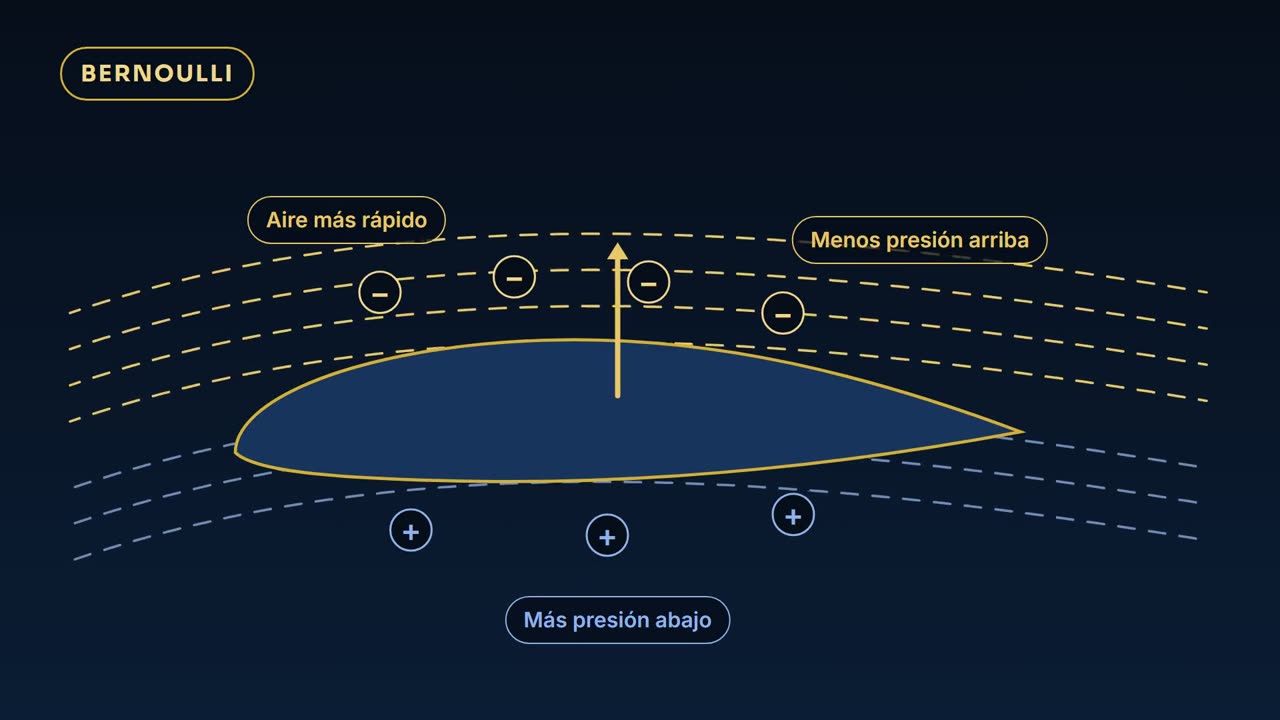 BERNOULLI
Aire más rápido
Menos presión arriba
–
–
–
–
+
+
+
Más presión abajo